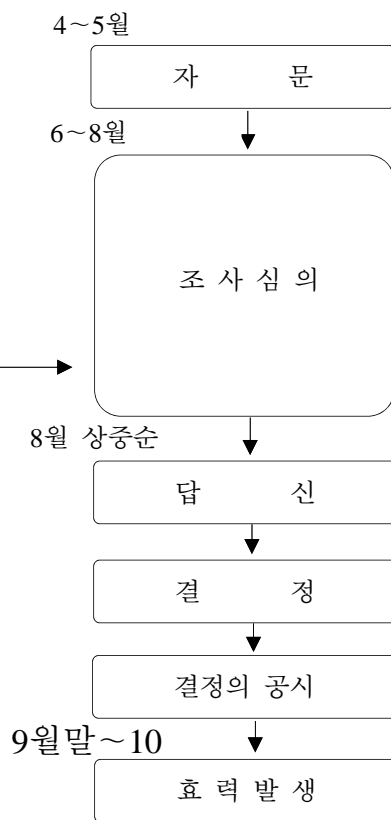 4～5월
자 문
6～8월
조 사 심 의
8월 상중순
답 신
결 정
결정의 공시
9월말～10
효 력 발 생